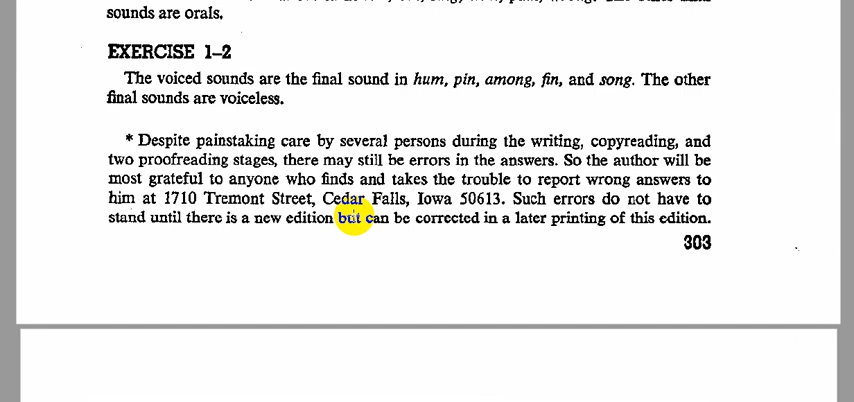 sounds are orals.
EXERCISE 1–2
The voiced sounds are the final sound in hum, pin, among, fin, and song. The other
final sounds are voiceless.
* Despite painstaking care by several persons during the writing, copyreading, and
two proofreading stages, there may still be errors in the answers. So the author will be
most grateful to anyone who finds and takes the trouble to report wrong answers to
him at 1710 Tremont Street, Cedar Falls, Iowa 50613. Such errors do not have to
stand until there is a new edition but can be corrected in a later printing of this edition.
303